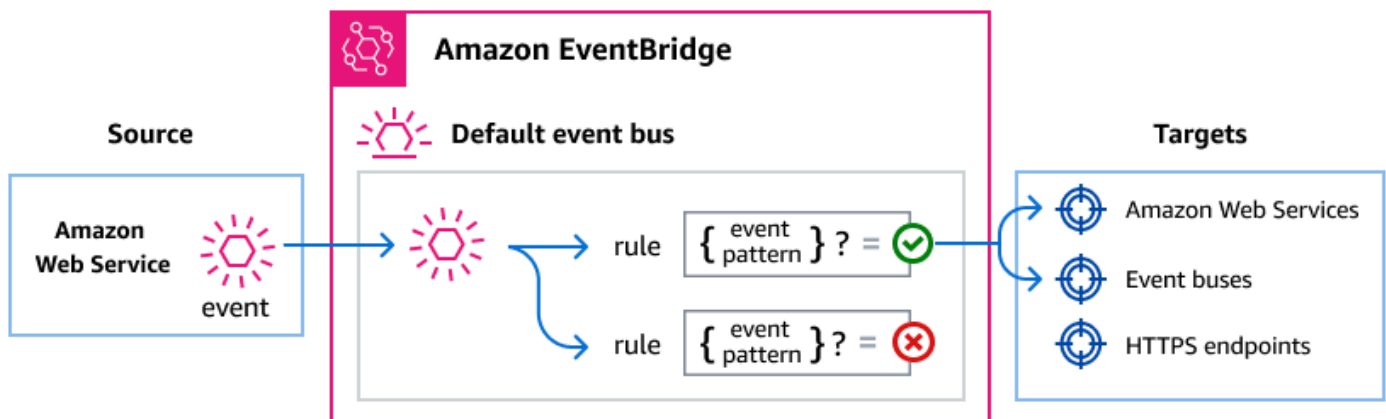 Amazon EventBridge
Source
Default event bus
Targets
Amazon
Web Service
event
rule
{ event
pattern } ? =
rule
{ event
pattern } ? =
Amazon Web Services
Event buses
HTTPS endpoints